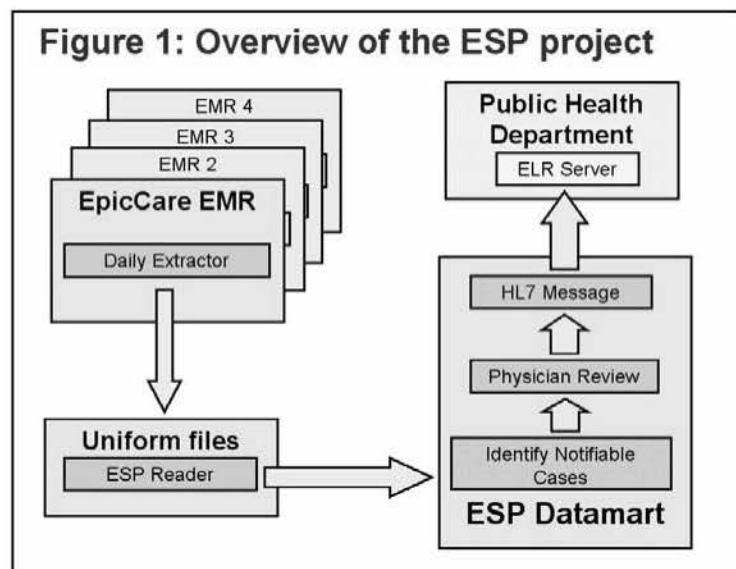 Figure 1: Overview of the ESP project
EMR 4
EMR 3
EMR 2
EpicCare EMR
Daily Extractor
Uniform files
ESP Reader
Public Health
Department
ELR Server
HL7 Message
Physician Review
Identify Notifiable
Cases
ESP Datamart